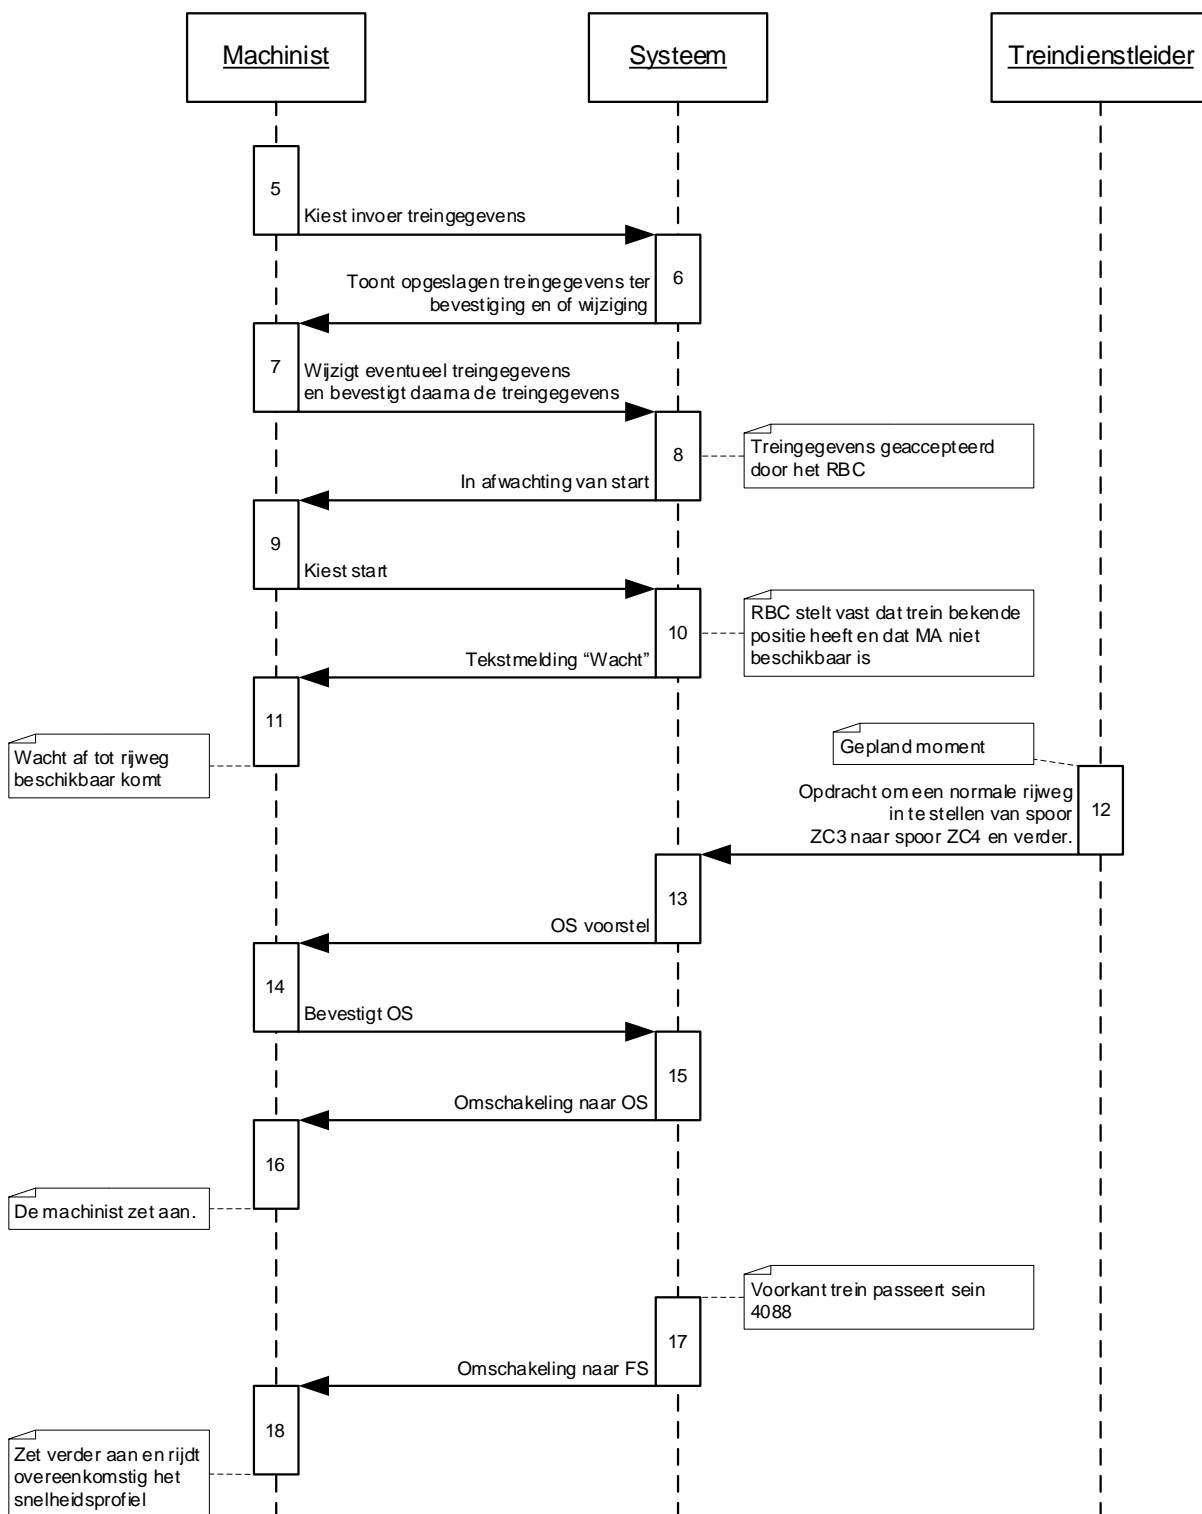 Machinist
Systeem
Treindienstleider
5
Kiest invoer treingegevens
6
Toont opgeslagen treingegevens ter
bevestiging en of wijziging
7
Wijzigt eventueel treingegevens
en bevestigt daarna de treingegevens
8
Treingegevens geaccepteerd
door het RBC
In afwachting van start
9
Kiest start
10
RBC stelt vast dat trein bekende
positie heeft en dat MA niet
beschikbaar is
Tekstmelding “Wacht”
11
Wacht af tot rijweg
beschikbaar komt
Gepland moment
12
Opdracht om een normale rijweg
in te stellen van spoor
ZC3 naar spoor ZC4 en verder.
13
OS voorstel
14
Bevestigt OS
15
Omschakeling naar OS
16
De machinist zet aan.
Voorkant trein passeert sein
4088
17
Omschakeling naar FS
18
Zet verder aan en rijdt
overeenkomstig het
snelheidsprofiel